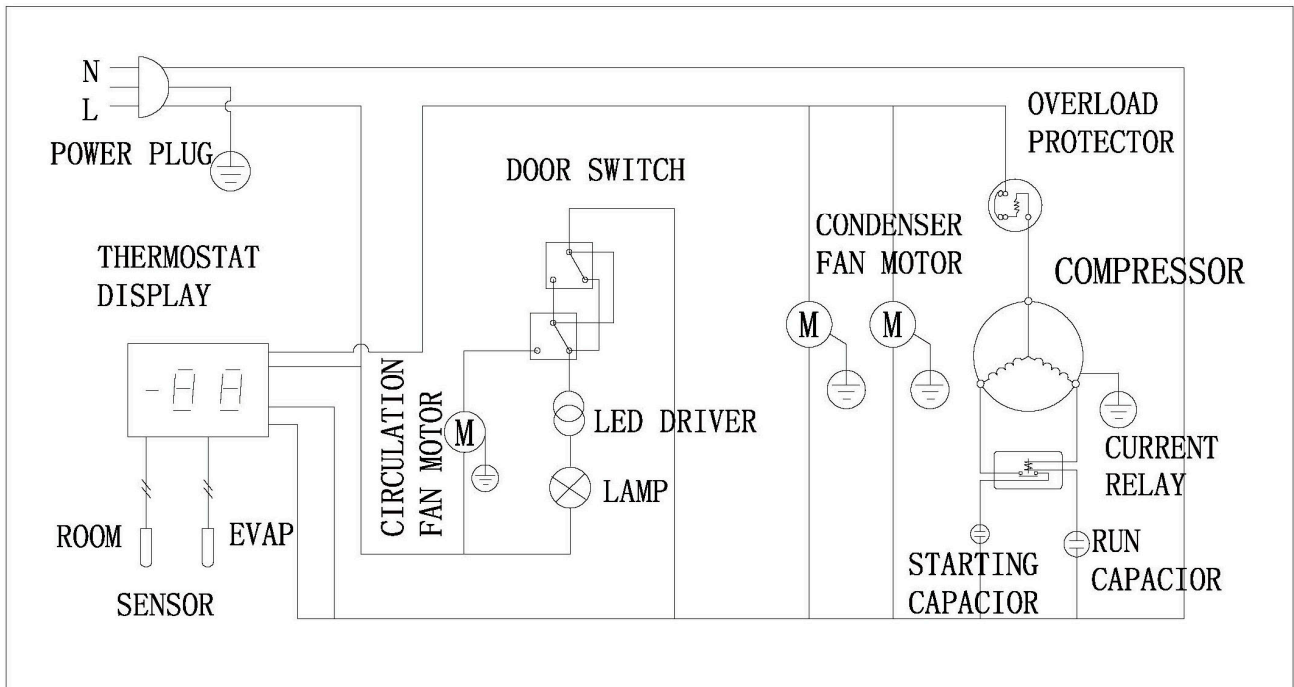 N
L
POWER PLUG
OVERLOAD
PROTECTOR
DOOR SWITCH
THERMOSTAT
DISPLAY
CONDENSER
FAN MOTOR
COMPRESSOR
M
M
-88
CIRCULATION
FAN MOTOR
M
LED DRIVER
LAMP
CURRENT
RELAY
ROOM
EVAP
SENSOR
STARTING
CAPACIOR
RUN
CAPACIOR